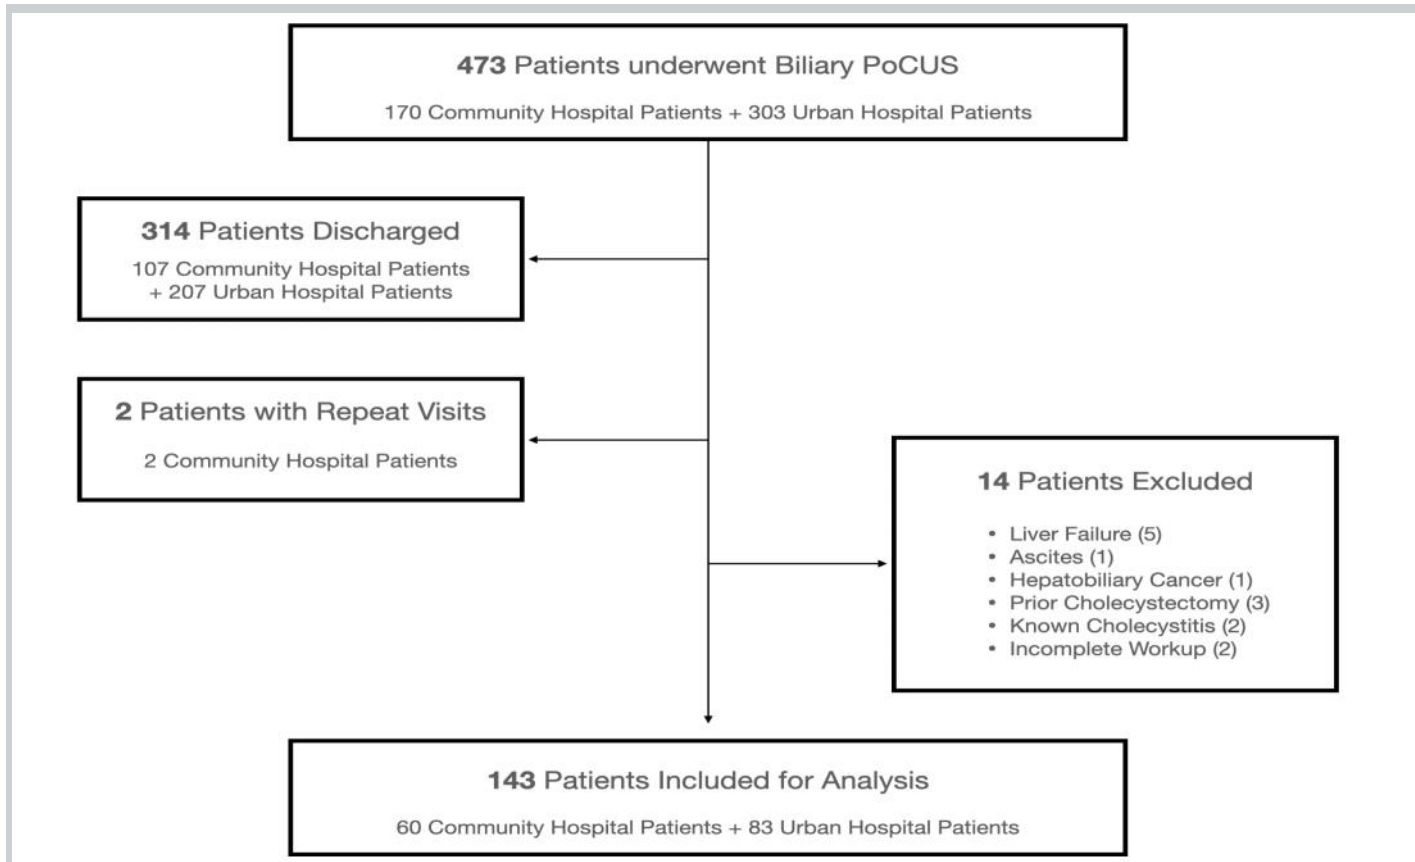 473 Patients underwent Biliary PoCUS
170 Community Hospital Patients + 303 Urban Hospital Patients
314 Patients Discharged
107 Community Hospital Patients
+ 207 Urban Hospital Patients
2 Patients with Repeat Visits
2 Community Hospital Patients
14 Patients Excluded
• Liver Failure (5)
• Ascites (1)
• Hepatobiliary Cancer (1)
• Prior Cholecystectomy (3)
• Known Cholecystitis (2)
• Incomplete Workup (2)
143 Patients Included for Analysis
60 Community Hospital Patients + 83 Urban Hospital Patients